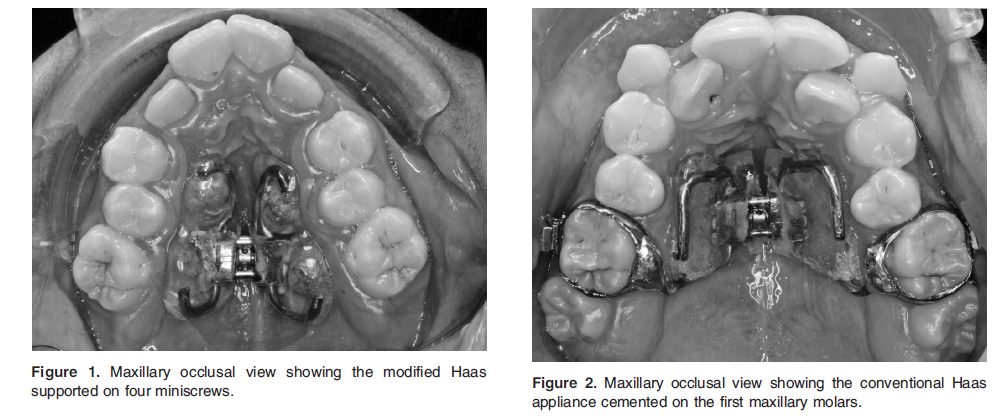 Figure 1. Maxillary occlusal view showing the modified Haas
supported on four miniscrews.
Figure 2. Maxillary occlusal view showing the conventional Haas
appliance cemented on the first maxillary molars.